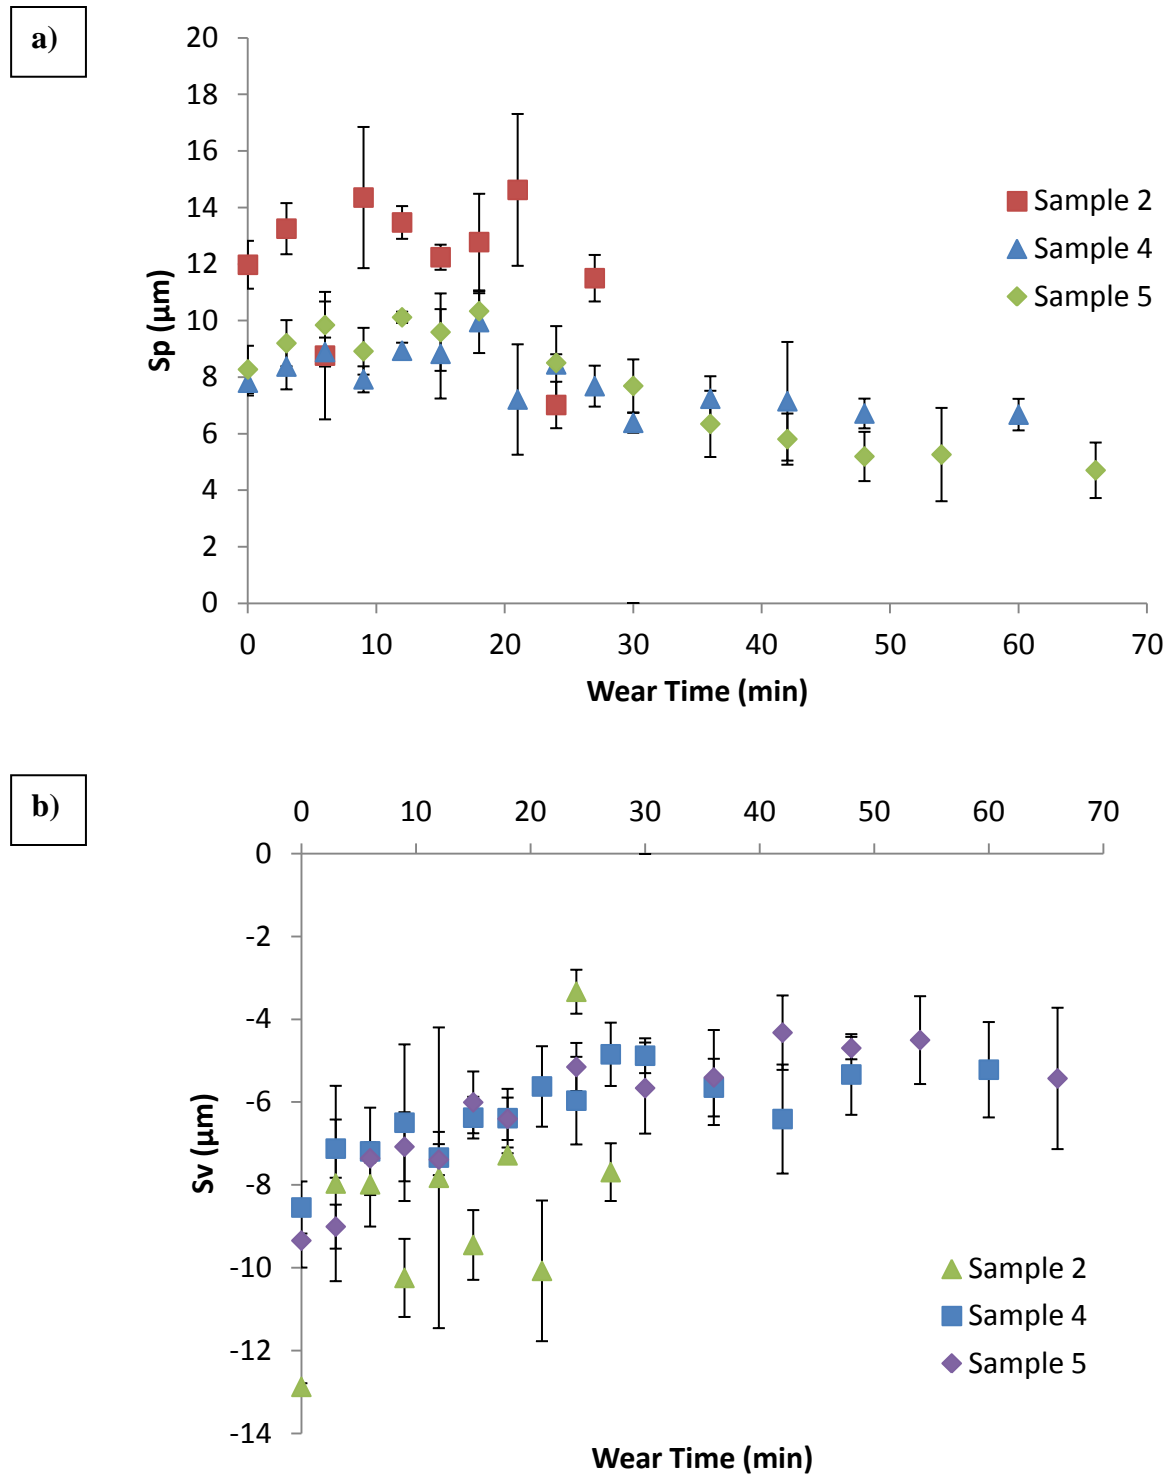 a)
20
18
16
14
12
10
8
6
4
2
0
Sp (µm)
Sample 2
Sample 4
Sample 5
0 10 20 30 40 50 60 70
Wear Time (min)
b)
0 10 20 30 40 50 60 70
0
-2
-4
-6
-8
-10
-12
-14
Sv (µm)
Sample 2
Sample 4
Sample 5
Wear Time (min)